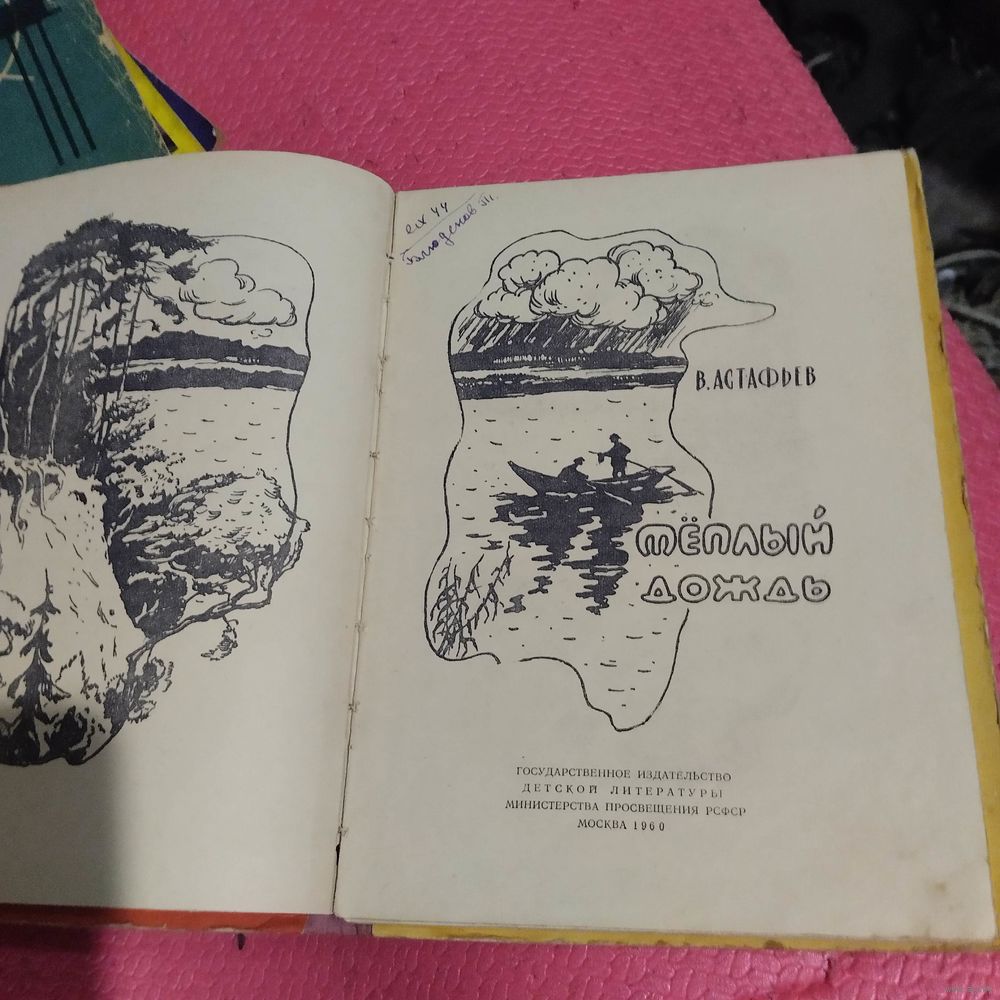 В. АСТАФЬЕВ
ТЁПЛЫЙ
ДОЖДЬ
ГОСУДАРСТВЕННОЕ ИЗДАТЕЛЬСТВО
ДЕТСКОЙ ЛИТЕРАТУРЫ
МИНИСТЕРСТВА ПРОСВЕЩЕНИЯ РСФСР
МОСКВА 1960